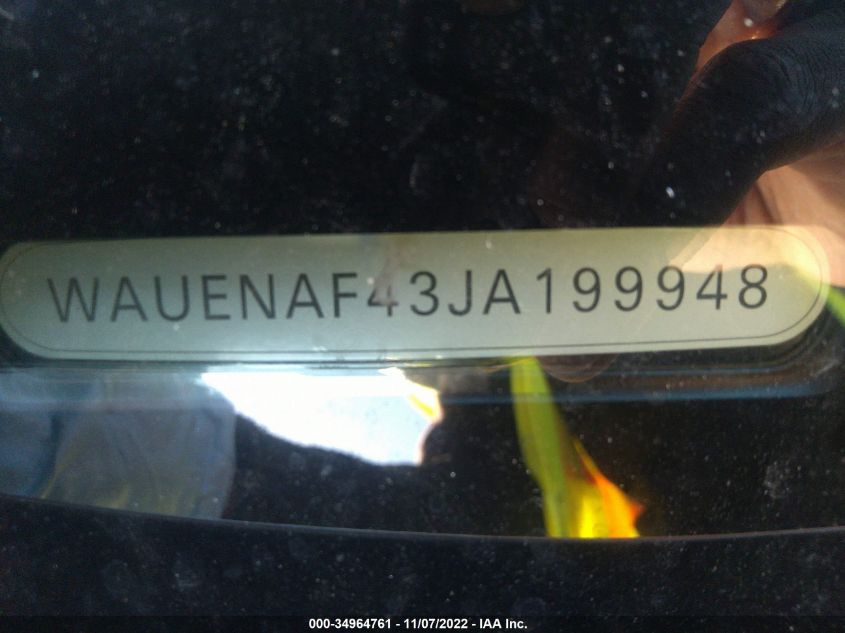 WAUENAF43JA199948
000-34964761 - 11/07/2022 - IAA Inc.